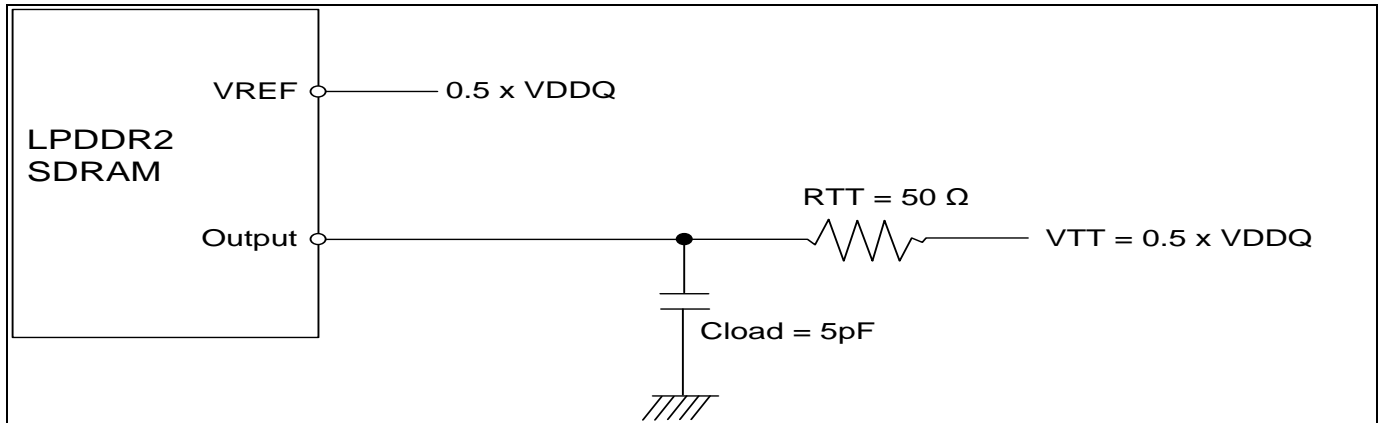 VREF
0.5 x VDDQ
LPDDR2
SDRAM
RTT = 50 Ω
Output
VTT = 0.5 x VDDQ
Cload = 5pF